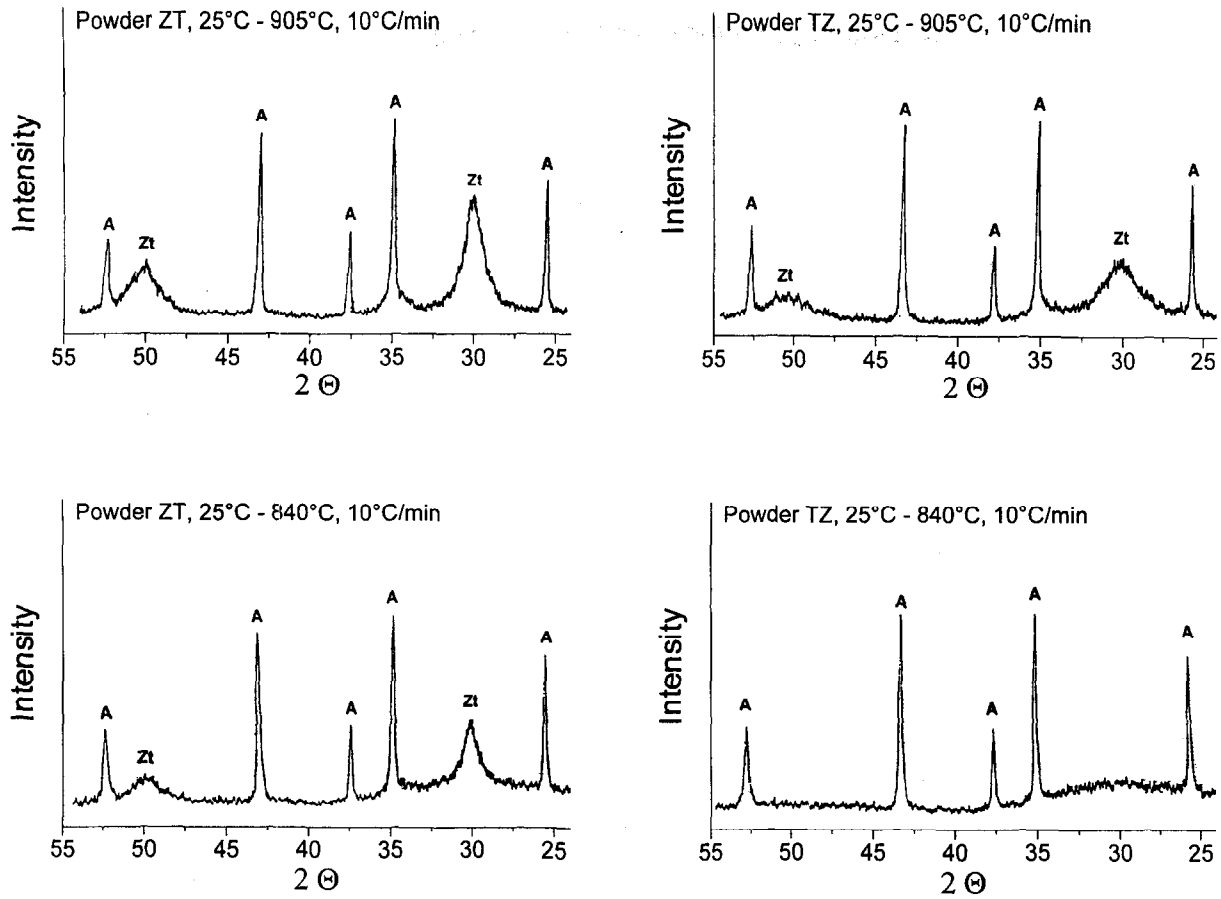 Powder ZT, 25°C - 905°C, 10°C/min
Intensity
A
Zt
A
A
A
Zt
A
55 50 45 40 35 30 25
2 Θ
Powder TZ, 25°C - 905°C, 10°C/min
Intensity
A
Zt
A
A
A
Zt
A
55 50 45 40 35 30 25
2 Θ
Powder ZT, 25°C - 840°C, 10°C/min
Intensity
A
Zt
A
A
A
Zt
A
55 50 45 40 35 30 25
2 Θ
Powder TZ, 25°C - 840°C, 10°C/min
Intensity
A
A
A
A
A
55 50 45 40 35 30 25
2 Θ